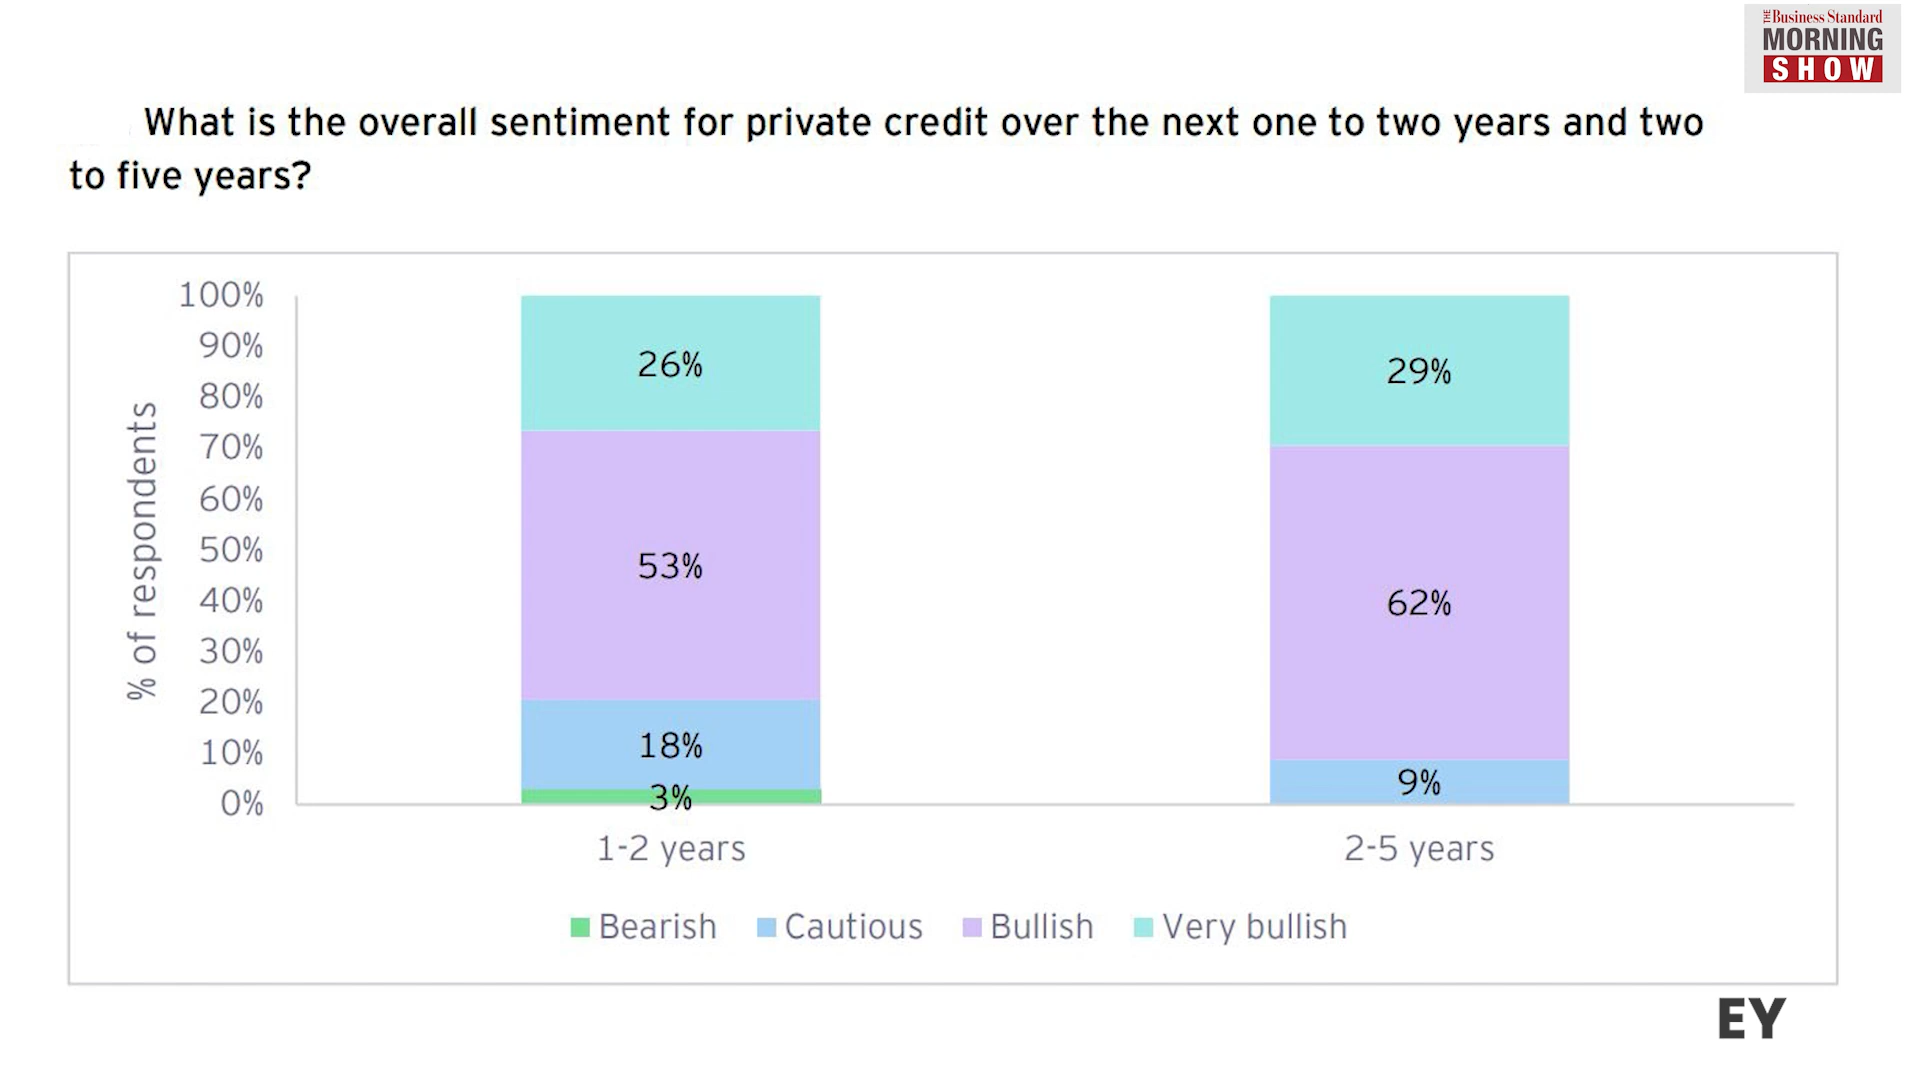 THE Business Standard
MORNING
SHOW
What is the overall sentiment for private credit over the next one to two years and two
to five years?
% of respondents
100%
90%
80%
70%
60%
50%
40%
30%
20%
10%
0%
26%
53%
18%
3%
29%
62%
9%
1-2 years
2-5 years
Bearish Cautious Bullish Very bullish
EY